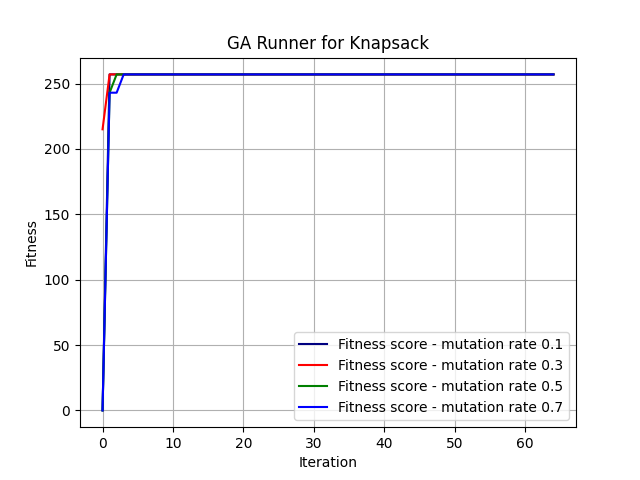 GA Runner for Knapsack
Fitness
250
200
150
100
50
0
Fitness score - mutation rate 0.1
Fitness score - mutation rate 0.3
Fitness score - mutation rate 0.5
Fitness score - mutation rate 0.7
0 10 20 30 40 50 60
Iteration